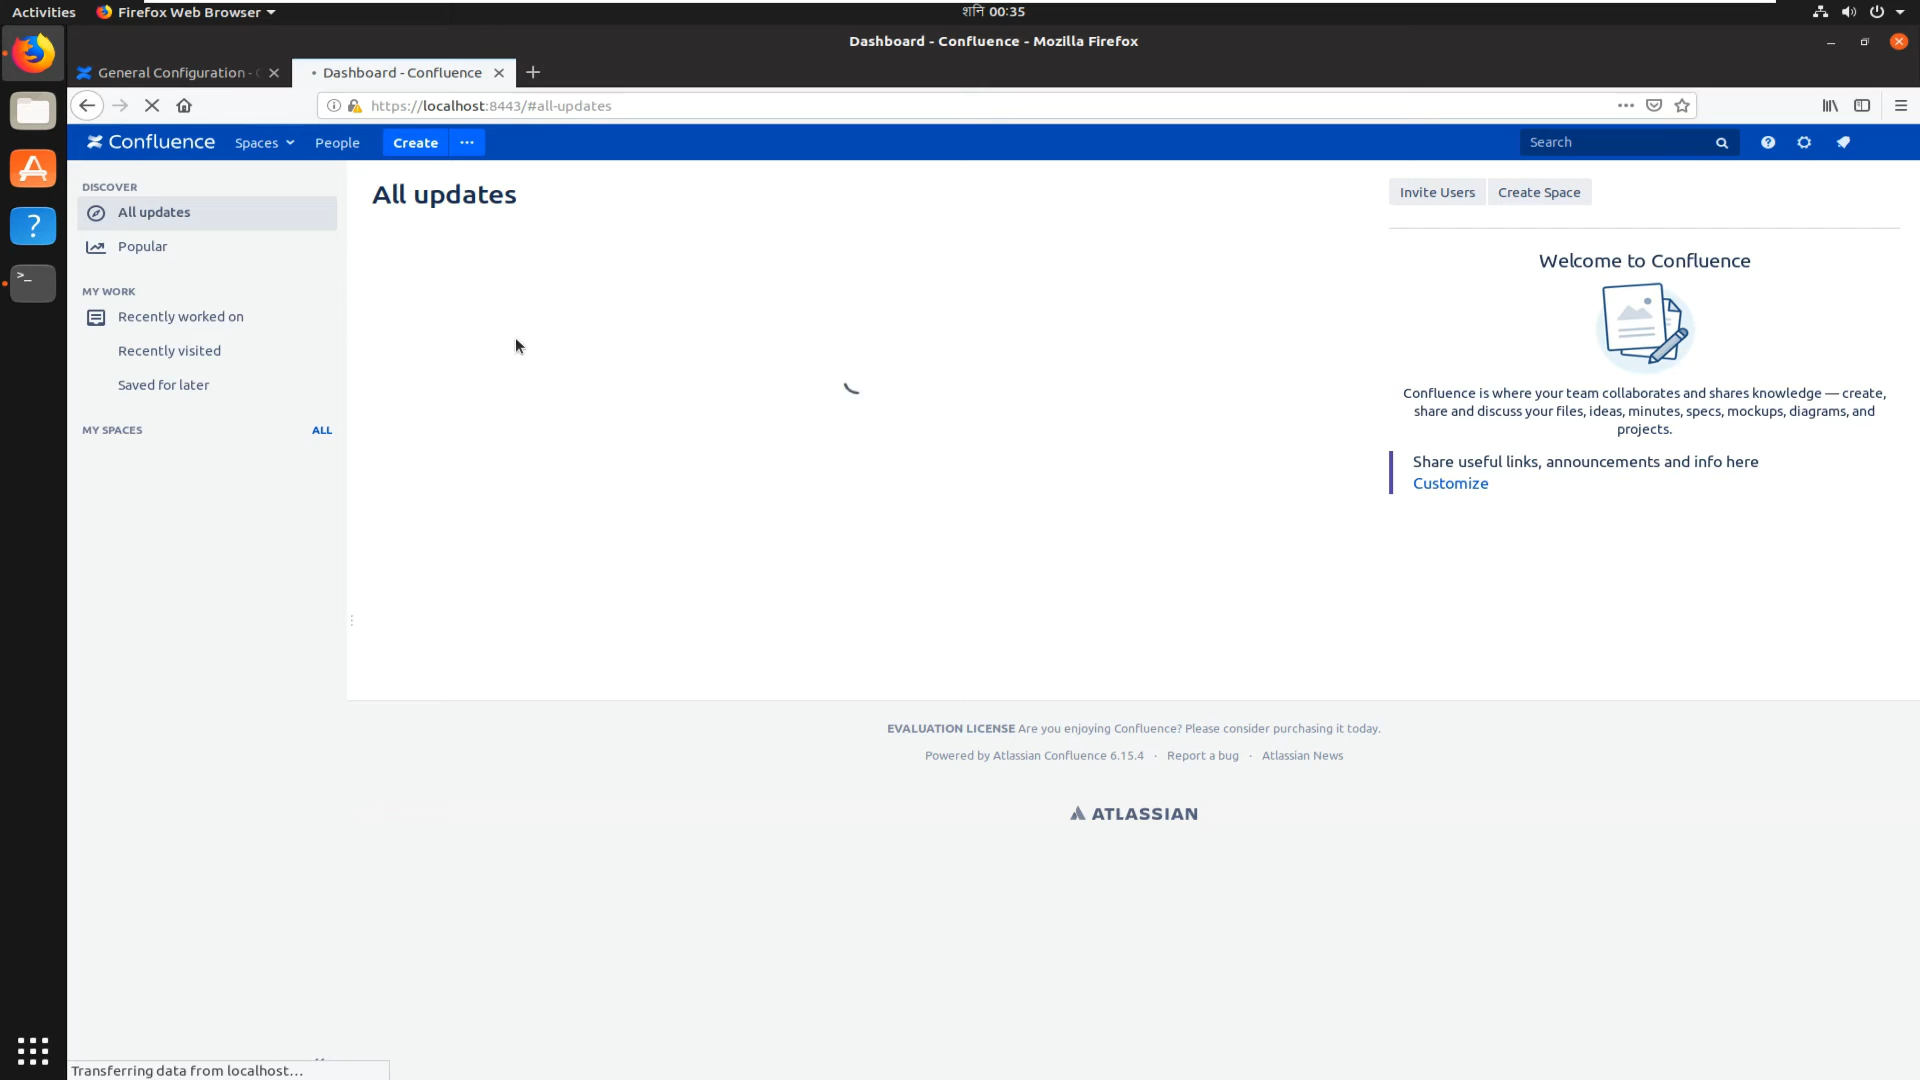 Activities
Firefox Web Browser
शनि 00:35
Dashboard - Confluence - Mozilla Firefox
General Configuration -
Dashboard - Confluence
https://localhost:8443/#all-updates
Confluence
Spaces
People
Create
Search
DISCOVER
All updates
Popular
MY WORK
Recently worked on
Recently visited
Saved for later
MY SPACES
ALL
All updates
Invite Users
Create Space
Welcome to Confluence
Confluence is where your team collaborates and shares knowledge — create,
share and discuss your files, ideas, minutes, specs, mockups, diagrams, and
projects.
Share useful links, announcements and info here
Customize
EVALUATION LICENSE Are you enjoying Confluence? Please consider purchasing it today.
Powered by Atlassian Confluence 6.15.4 · Report a bug · Atlassian News
ATLASSIAN
Transferring data from localhost...